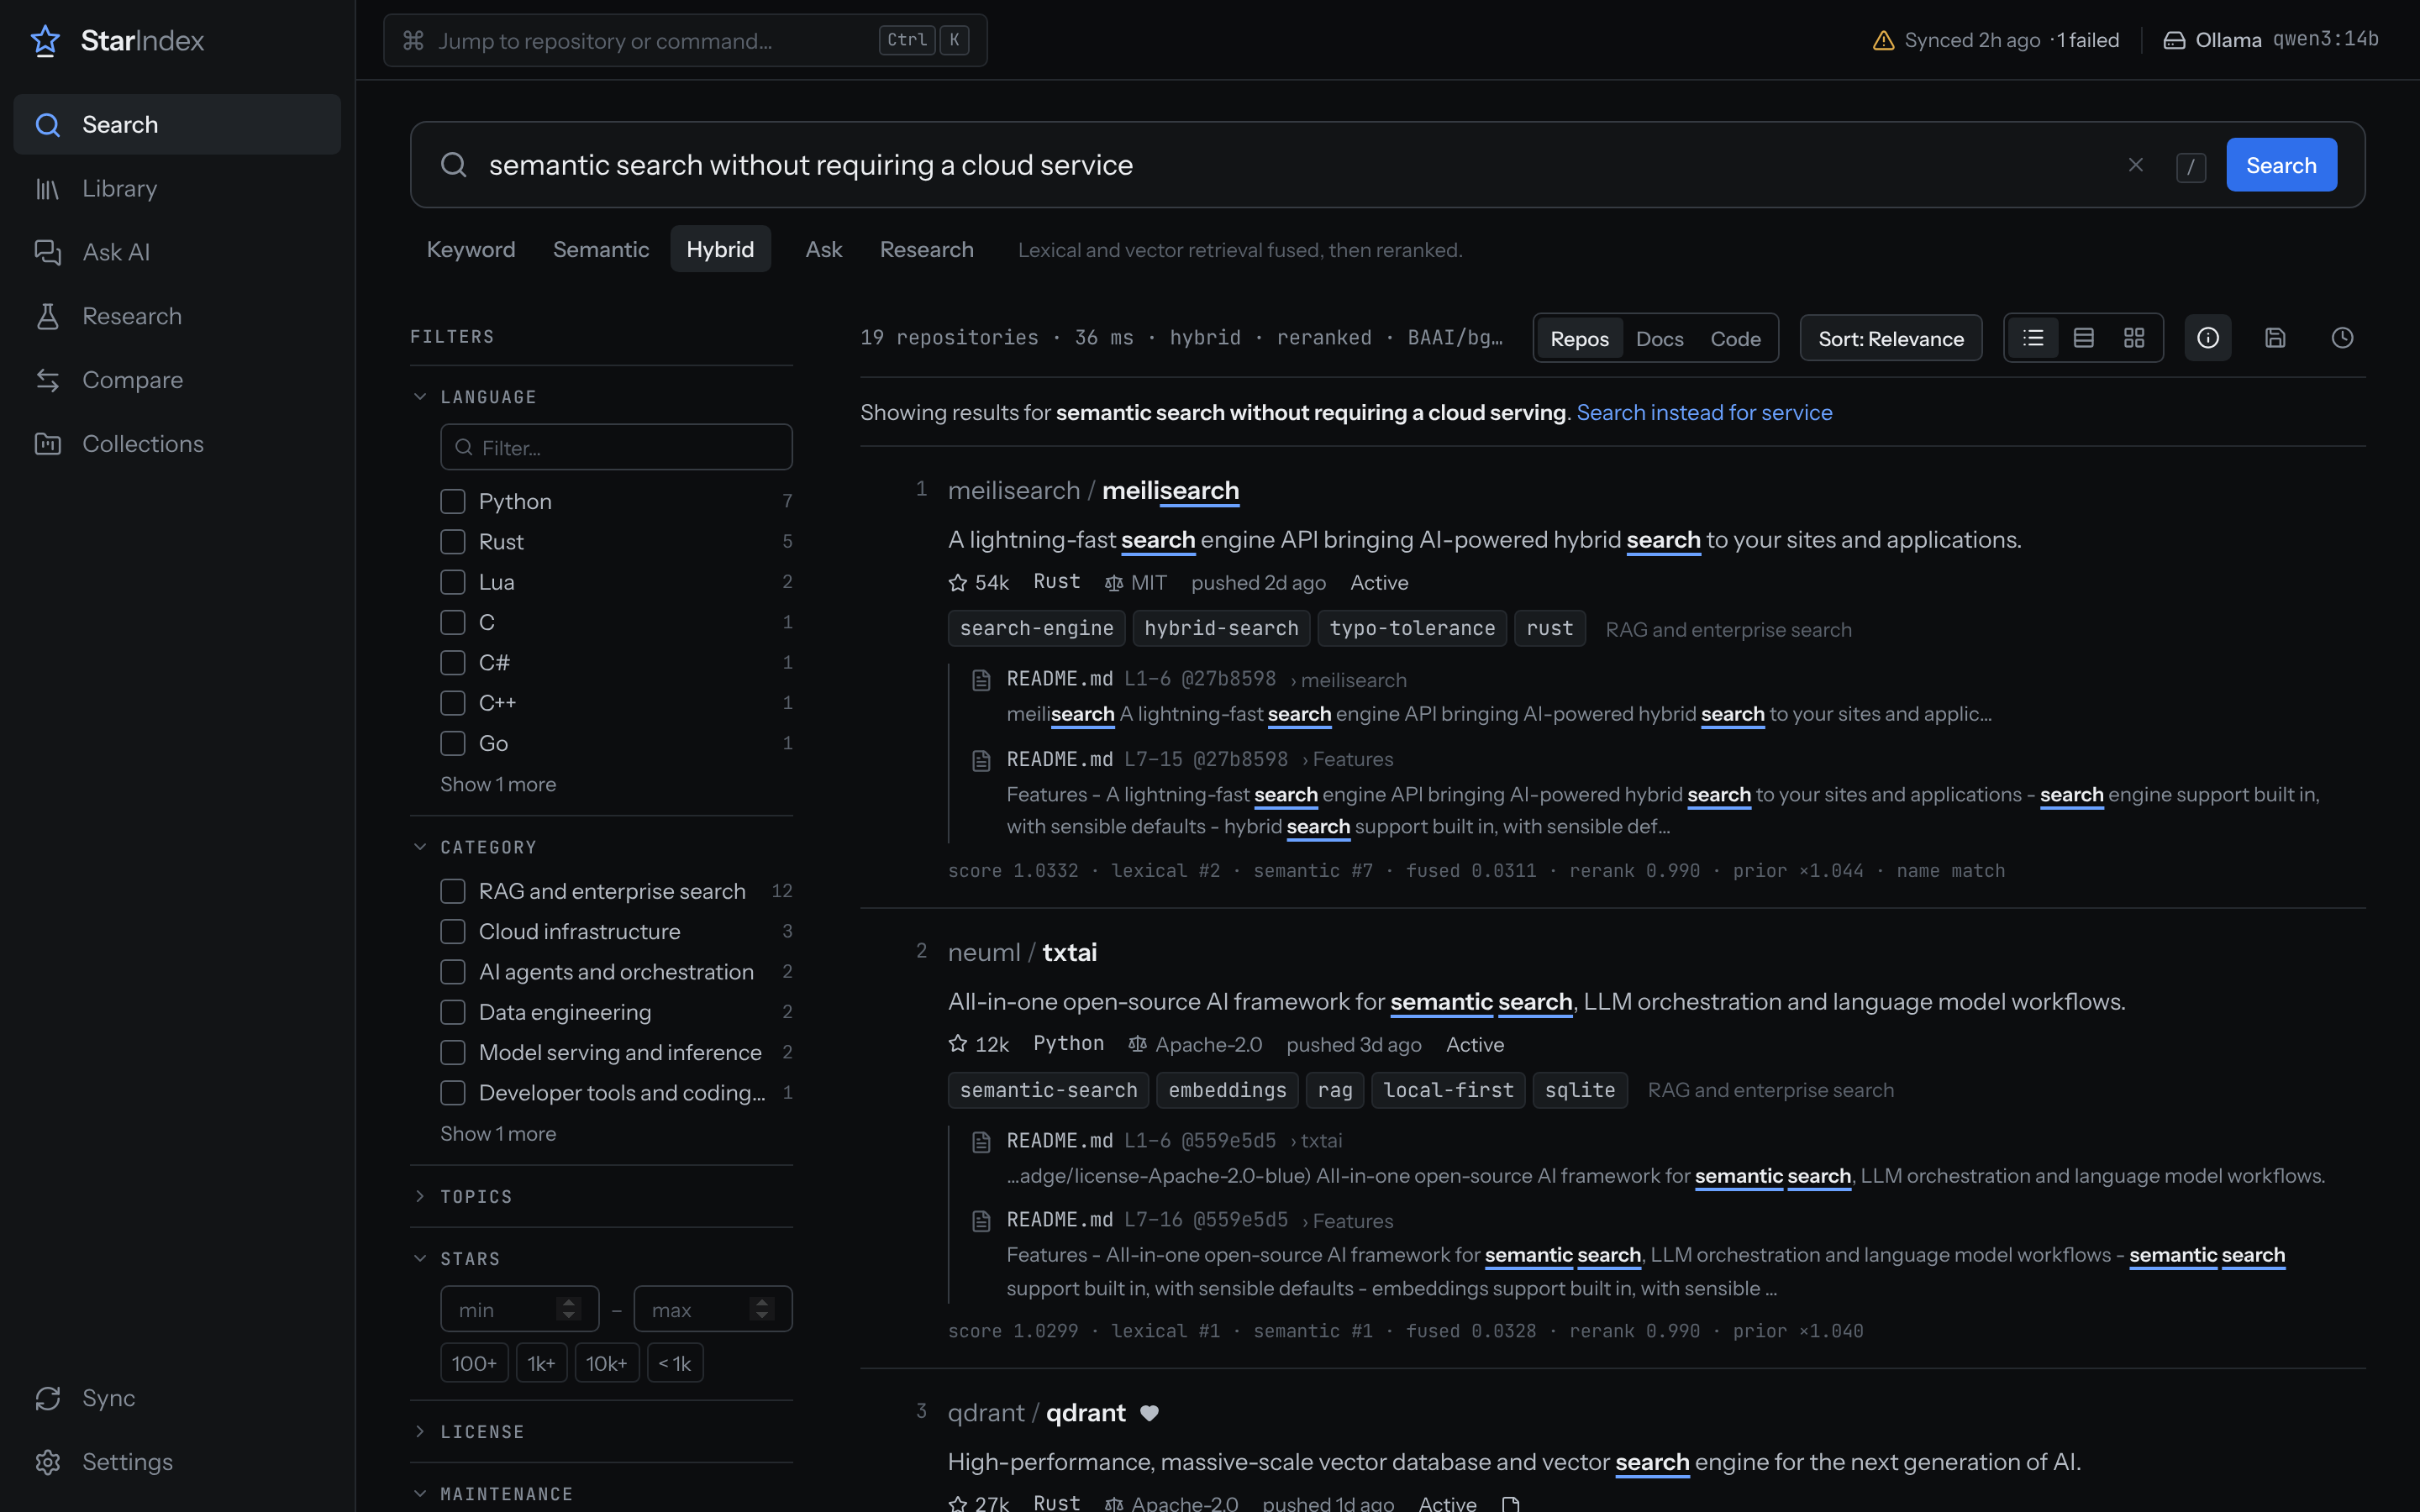 StarIndex
Jump to repository or command...
Ctrl K
Synced 2h ago · 1 failed
Ollama qwen3:14b
Search
Library
Ask AI
Research
Compare
Collections
Sync
Settings
semantic search without requiring a cloud service
/
Search
Keyword Semantic Hybrid Ask Research Lexical and vector retrieval fused, then reranked.
FILTERS
LANGUAGE
Filter...
Python 7
Rust 5
Lua 2
C 1
C# 1
C++ 1
Go 1
Show 1 more
CATEGORY
RAG and enterprise search 12
Cloud infrastructure 3
AI agents and orchestration 2
Data engineering 2
Model serving and inference 2
Developer tools and coding... 1
Show 1 more
TOPICS
STARS
min – max
100+ 1k+ 10k+ < 1k
LICENSE
MAINTENANCE
19 repositories · 36 ms · hybrid · reranked · BAAI/bg…
Repos Docs Code
Sort: Relevance
Showing results for semantic search without requiring a cloud serving. Search instead for service
1 meilisearch / meilisearch
A lightning-fast search engine API bringing AI-powered hybrid search to your sites and applications.
54k Rust MIT pushed 2d ago Active
search-engine hybrid-search typo-tolerance rust RAG and enterprise search
README.md L1–6 @27b8598 › meilisearch
meilisearch A lightning-fast search engine API bringing AI-powered hybrid search to your sites and applic...
README.md L7–15 @27b8598 › Features
Features - A lightning-fast search engine API bringing AI-powered hybrid search to your sites and applications - search engine support built in,
with sensible defaults - hybrid search support built in, with sensible def...
score 1.0332 · lexical #2 · semantic #7 · fused 0.0311 · rerank 0.990 · prior ×1.044 · name match
2 neuml / txtai
All-in-one open-source AI framework for semantic search, LLM orchestration and language model workflows.
12k Python Apache-2.0 pushed 3d ago Active
semantic-search embeddings rag local-first sqlite RAG and enterprise search
README.md L1–6 @559e5d5 › txtai
...adge/license-Apache-2.0-blue) All-in-one open-source AI framework for semantic search, LLM orchestration and language model workflows.
README.md L7–16 @559e5d5 › Features
Features - All-in-one open-source AI framework for semantic search, LLM orchestration and language model workflows - semantic search
support built in, with sensible defaults - embeddings support built in, with sensible ...
score 1.0299 · lexical #1 · semantic #1 · fused 0.0328 · rerank 0.990 · prior ×1.040
3 qdrant / qdrant
High-performance, massive-scale vector database and vector search engine for the next generation of AI.
27k Rust Apache-2.0 pushed 1d ago Active